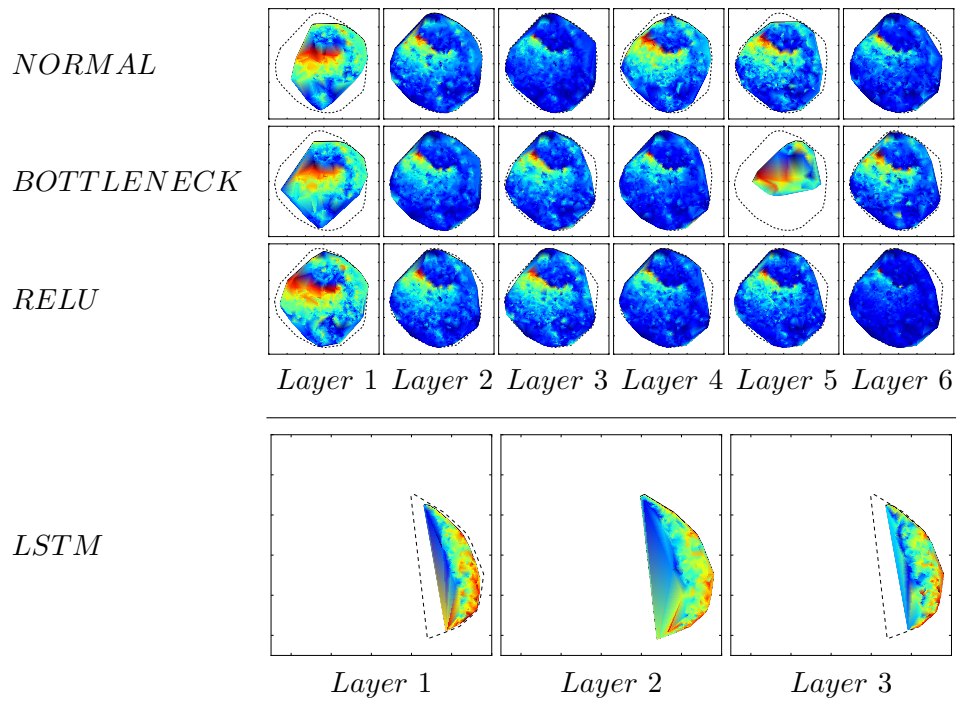 NORMAL
BOTTLENECK
RELU
Layer 1 Layer 2 Layer 3 Layer 4 Layer 5 Layer 6
LSTM
Layer 1 Layer 2 Layer 3